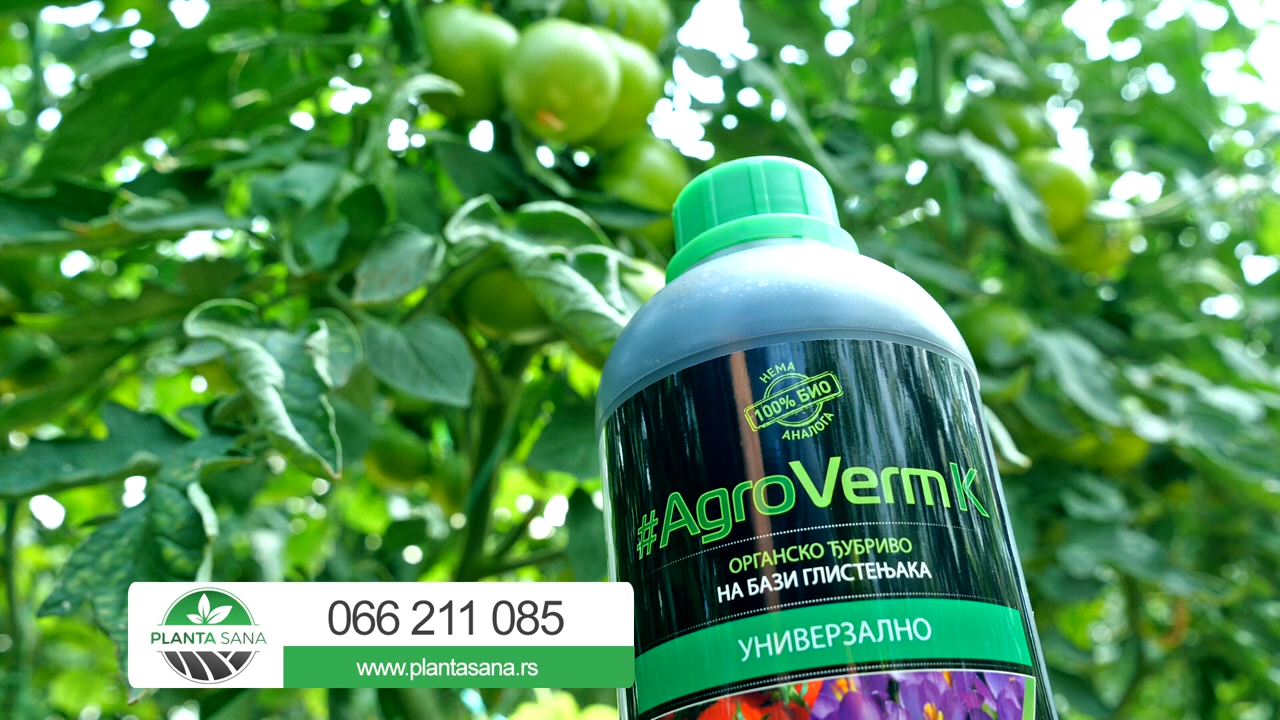 НЕМА
100% БИО
АНАЛОГА
#AgroVermK
ОРГАНСКО ЂУБРИВО
НА БАЗИ ГЛИСТЕЊАКА
УНИВЕРЗАЛНО
PLANTA SANA
066 211 085
www.plantasana.rs